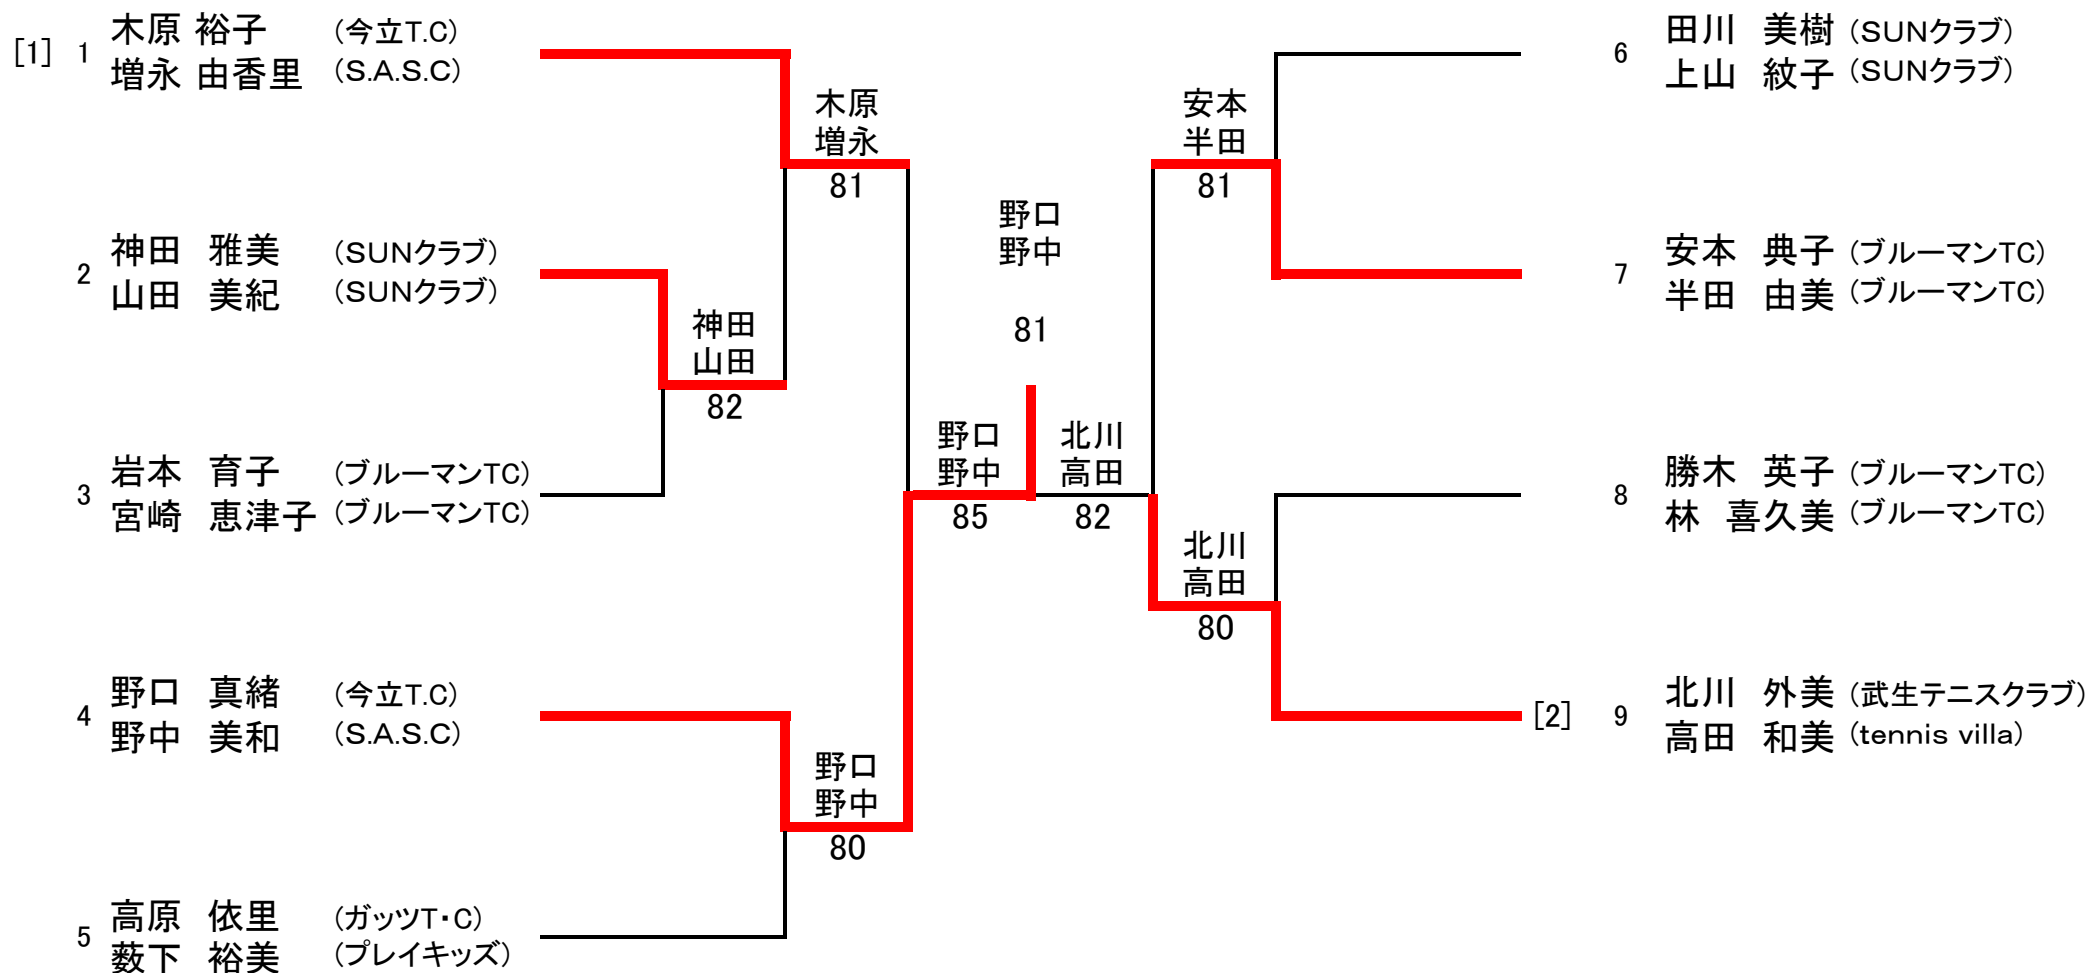 [1] 1 木原 裕子 (今立T.C)
増永 由香里 (S.A.S.C)
2 神田 雅美 (SUNクラブ)
山田 美紀 (SUNクラブ)
3 岩本 育子 (ブルーマンTC)
宮崎 恵津子 (ブルーマンTC)
4 野口 真緒 (今立T.C)
野中 美和 (S.A.S.C)
5 高原 依里 (ガッツT・C)
薮下 裕美 (プレイキッズ)
神田
山田
82
木原
増永
81
野口
野中
80
野口
野中
85
野口
野中
81
北川
高田
82
安本
半田
81
北川
高田
80
6 田川 美樹 (SUNクラブ)
上山 紋子 (SUNクラブ)
7 安本 典子 (ブルーマンTC)
半田 由美 (ブルーマンTC)
8 勝木 英子 (ブルーマンTC)
林 喜久美 (ブルーマンTC)
[2] 9 北川 外美 (武生テニスクラブ)
高田 和美 (tennis villa)